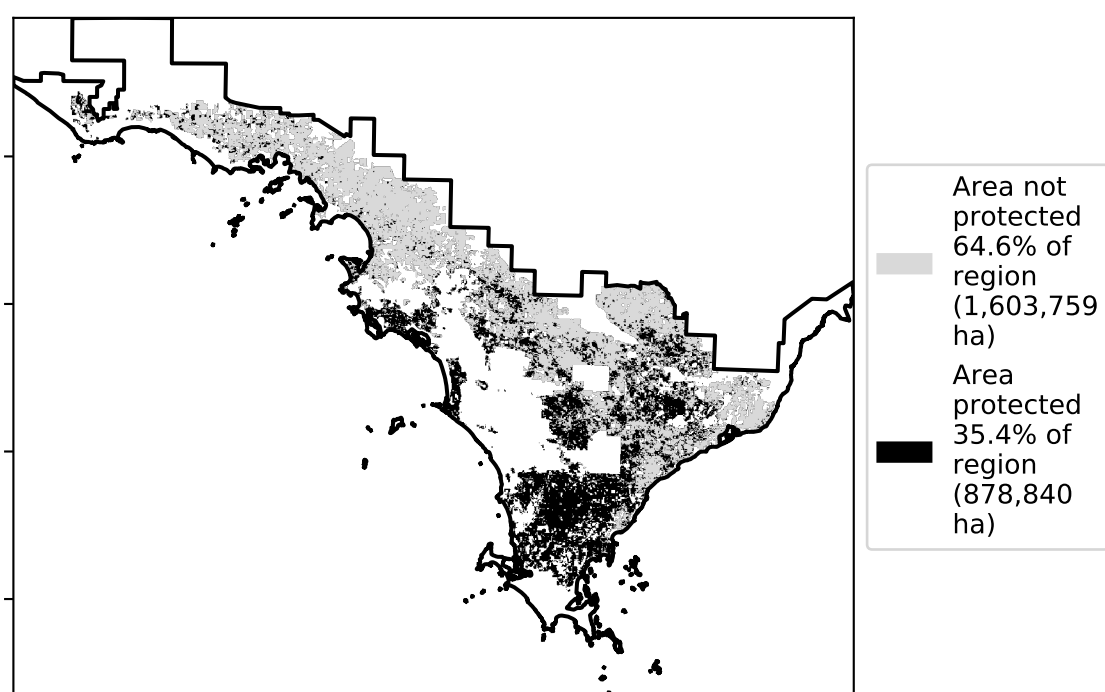 Area not
protected
64.6% of
region
(1,603,759
ha)
Area
protected
35.4% of
region
(878,840
ha)